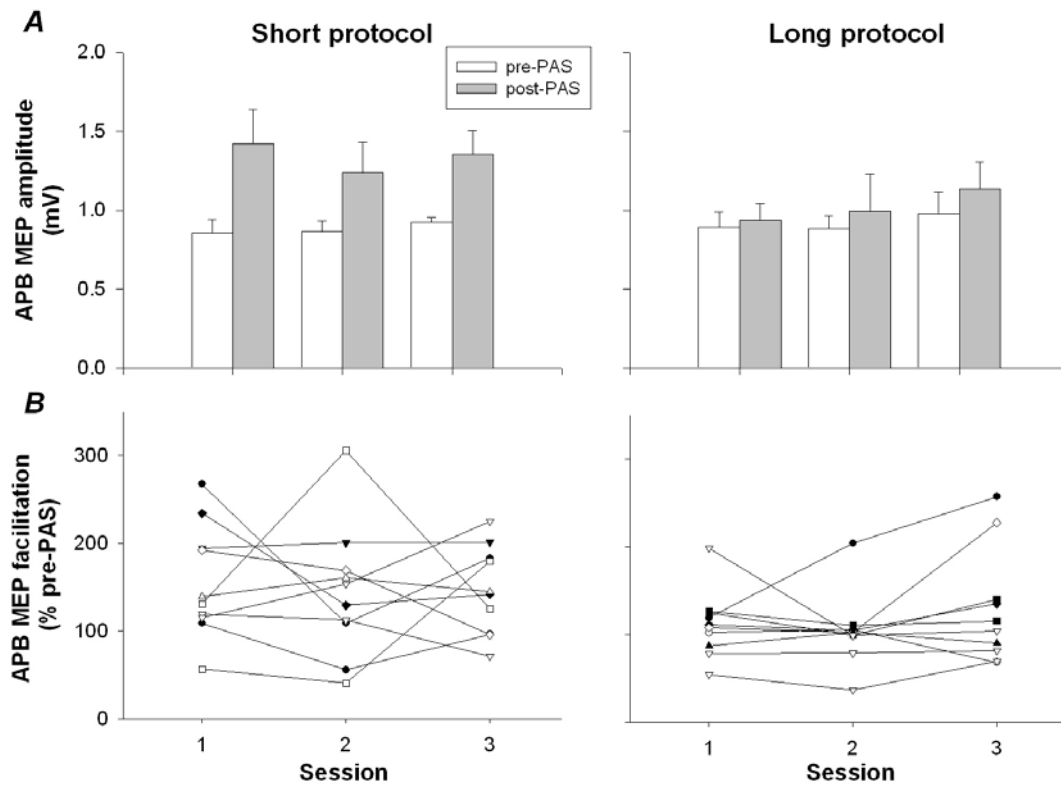 A
Short protocol
Long protocol
pre-PAS
post-PAS
APB MEP amplitude
(mV)
2.0
1.5
1.0
0.5
0.0
B
APB MEP facilitation
(% pre-PAS)
300
200
100
0
1 2 3
Session
1 2 3
Session